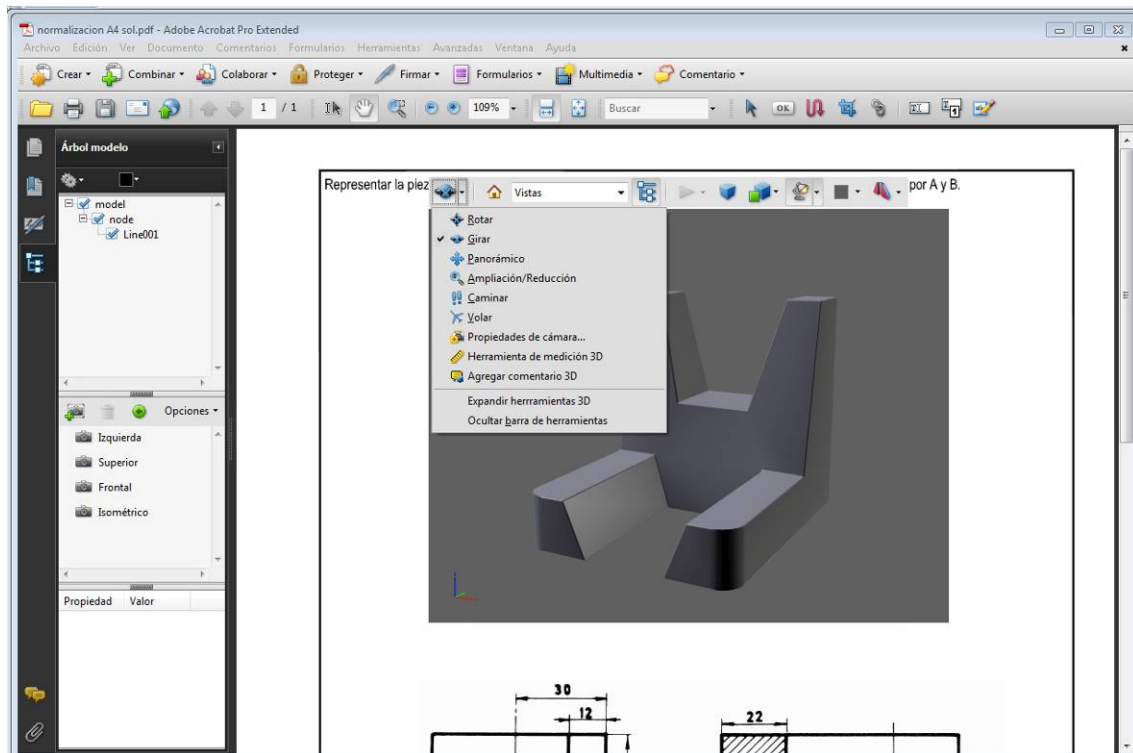 normalizacion A4 sol.pdf - Adobe Acrobat Pro Extended
Archivo Edición Ver Documento Comentarios Formularios Herramientas Avanzadas Ventana Ayuda
Crear Combinar Colaborar Proteger Firmar Formularios Multimedia Comentario
1 / 1 109% Buscar OK
Árbol modelo
model
node
Line001
Opciones
Izquierda
Superior
Frontal
Isométrico
Propiedad Valor
Representar la piez Vistas por A y B.
Rotar
Girar
Panorámico
Ampliación/Reducción
Caminar
Volar
Propiedades de cámara...
Herramienta de medición 3D
Agregar comentario 3D
Expandir herrramientas 3D
Ocultar barra de herramientas
30
12
22